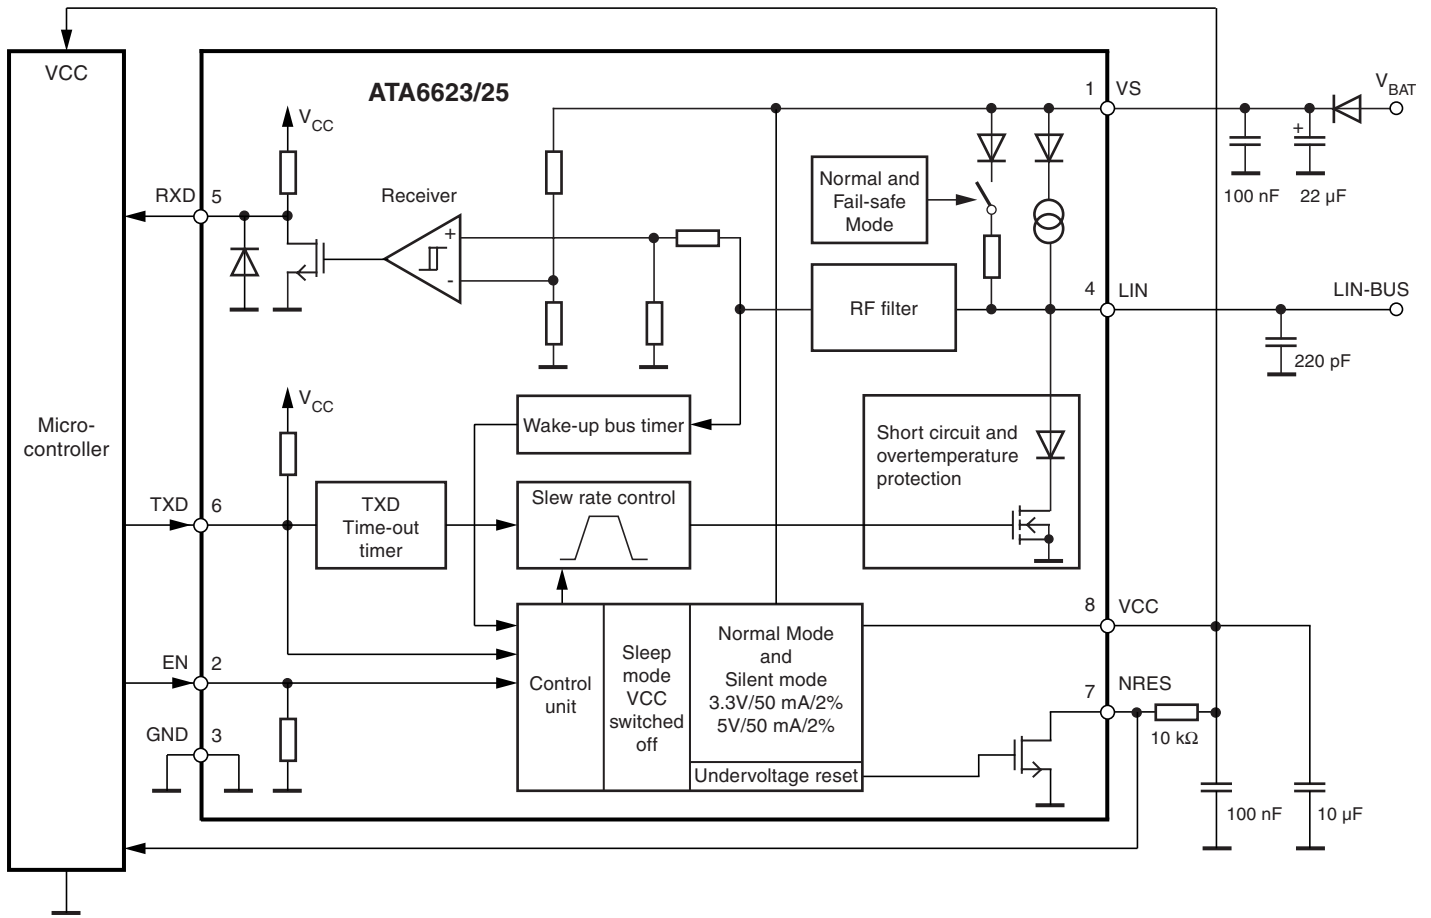 VCC
ATA6623/25
1 VS
VBAT
VCC
RXD 5
Receiver
+
-
Normal and
Fail-safe
Mode
+
100 nF
22 µF
RF filter
4 LIN
LIN-BUS
220 pF
VCC
Micro-
controller
Wake-up bus timer
Short circuit and
overtemperature
protection
TXD 6
TXD
Time-out
timer
Slew rate control
8 VCC
EN 2
Control
unit
Sleep
mode
VCC
switched
off
Normal Mode
and
Silent mode
3.3V/50 mA/2%
5V/50 mA/2%
Undervoltage reset
7 NRES
10 kΩ
GND 3
100 nF
10 µF